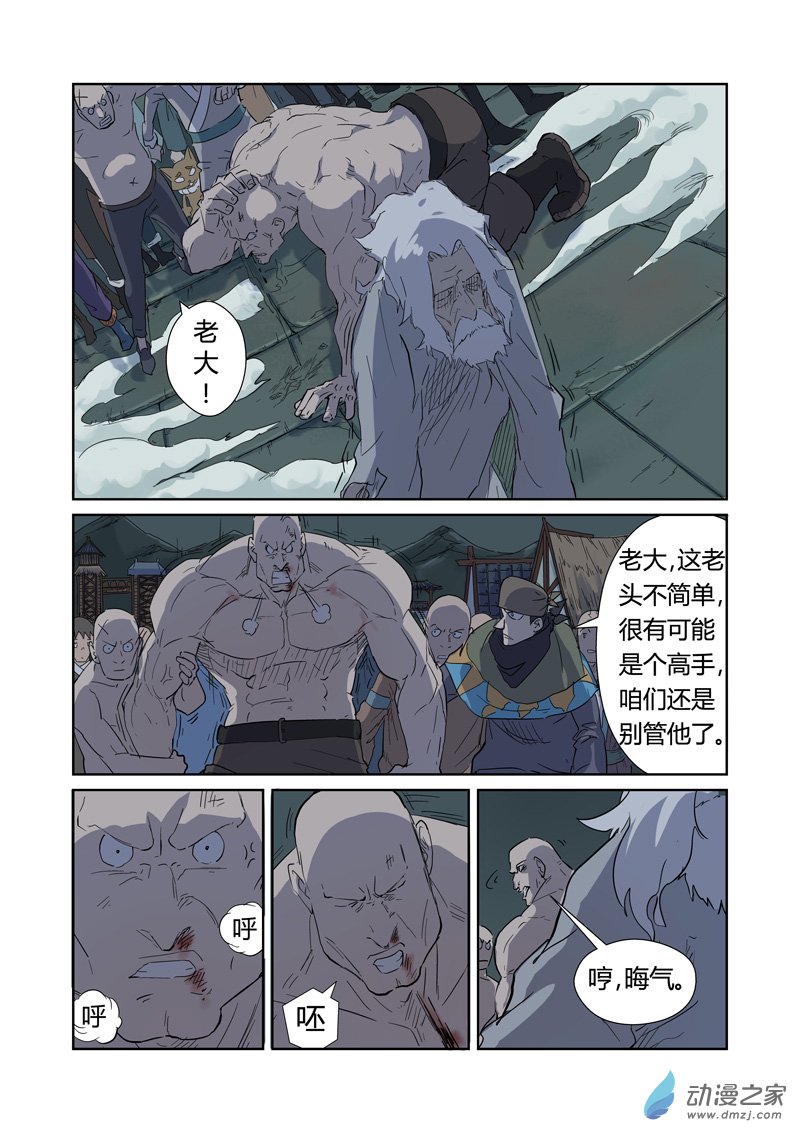 老
大
！
老大，这老
头不简单，
很有可能
是个高手，
咱们还是
别管他了。
呼
呼
呸
哼，晦气。
动漫之家
www.dmzj.com